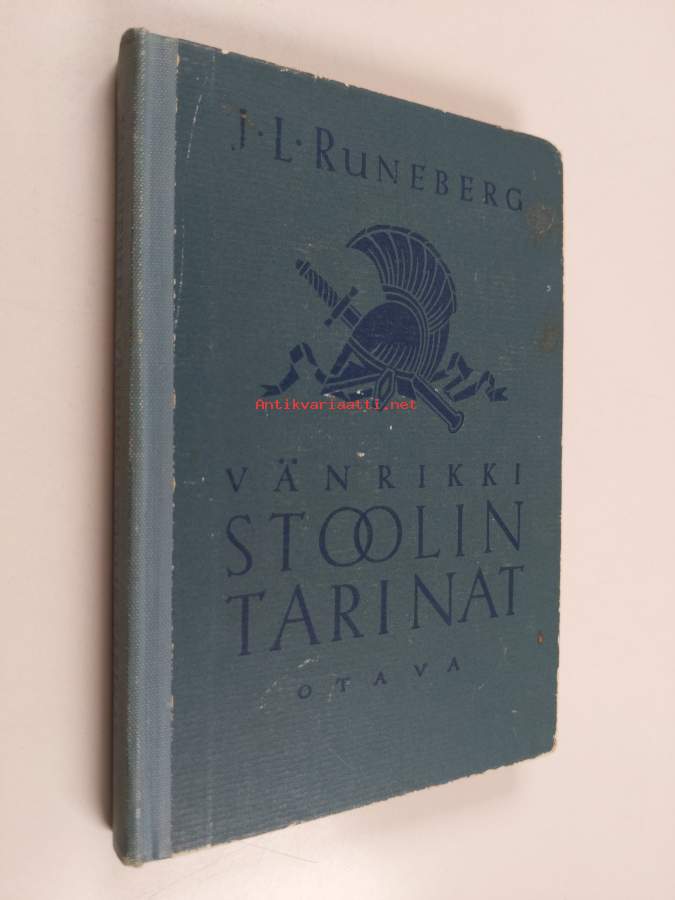 J·L·RUNEBERG
Antikvariaatti.net
VÄNRIKKI
STOOLIN
TARINAT
OTAVA